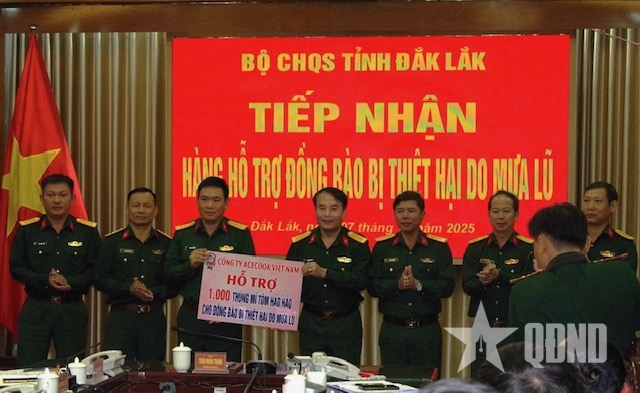 BỘ CHQS TỈNH ĐẮK LẮK
TIẾP NHẬN
HÀNG HỖ TRỢ ĐỒNG BÀO BỊ THIỆT HẠI DO MƯA LŨ
Đắk Lắk, 07 tháng 2025
CÔNG TY ACECOOK VIỆT NAM
HỖ TRỢ
1.000 THÙNG MÌ TÔM HẢO HẢO
CHO ĐỒNG BÀO BỊ THIỆT HẠI DO MƯA LŨ
QĐND